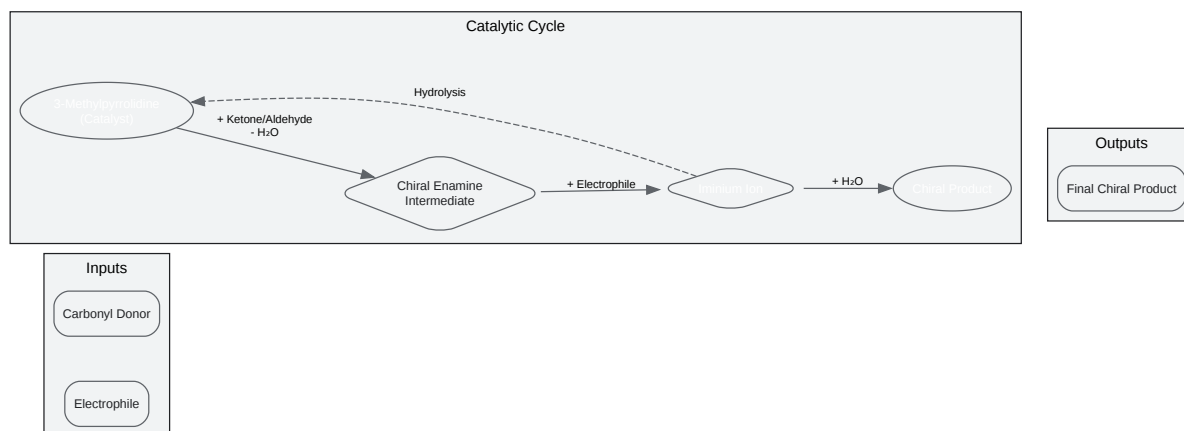 Catalytic Cycle
3-Methylpyrrolidine
(Catalyst)
Hydrolysis
+ Ketone/Aldehyde
- H₂O
Chiral Enamine
Intermediate
+ Electrophile
Iminium Ion
+ H₂O
Chiral Product
Outputs
Final Chiral Product
Inputs
Carbonyl Donor
Electrophile